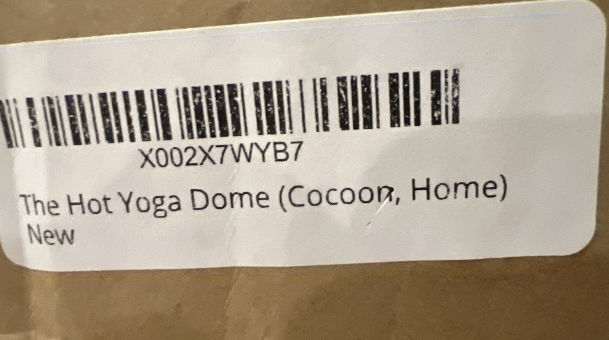 X002X7WYB7
The Hot Yoga Dome (Cocoon, Home)
New